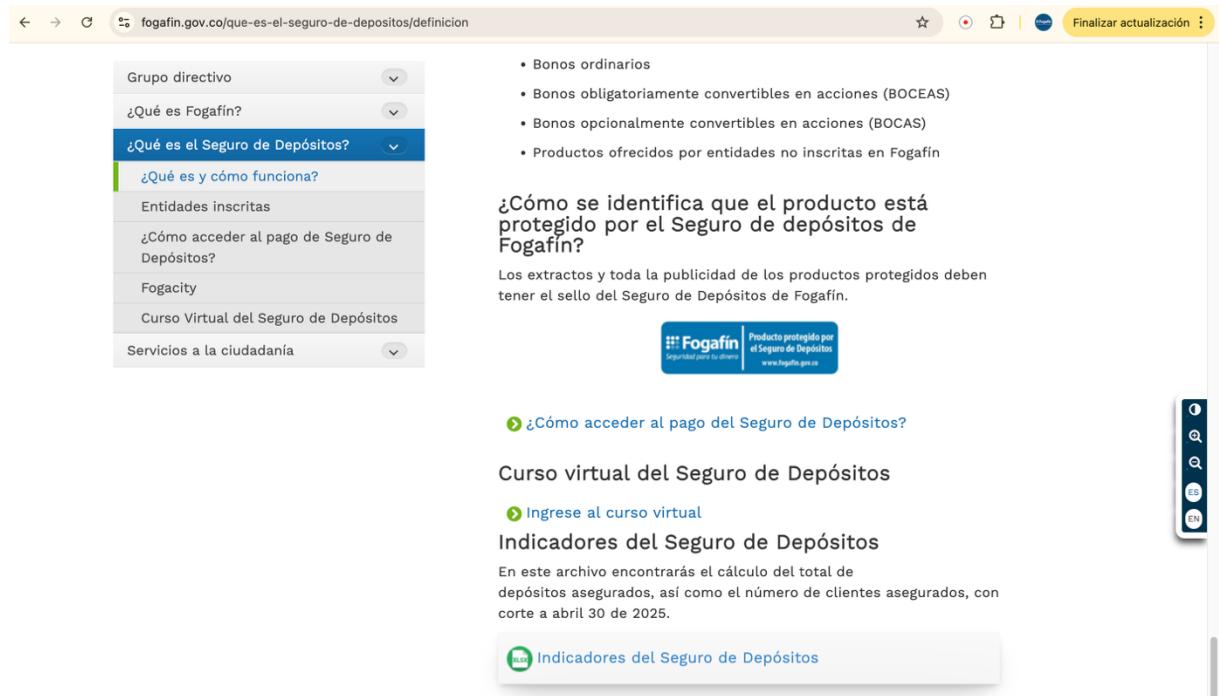 fogafin.gov.co/que-es-el-seguro-de-depositos/definicion
Finalizar actualización
Grupo directivo
¿Qué es Fogafín?
¿Qué es el Seguro de Depósitos?
¿Qué es y cómo funciona?
Entidades inscritas
¿Cómo acceder al pago de Seguro de
Depósitos?
Fogacity
Curso Virtual del Seguro de Depósitos
Servicios a la ciudadanía
• Bonos ordinarios
• Bonos obligatoriamente convertibles en acciones (BOCEAS)
• Bonos opcionalmente convertibles en acciones (BOCAS)
• Productos ofrecidos por entidades no inscritas en Fogafín
¿Cómo se identifica que el producto está
protegido por el Seguro de depósitos de
Fogafín?
Los extractos y toda la publicidad de los productos protegidos deben
tener el sello del Seguro de Depósitos de Fogafín.
Fogafín
Seguridad para tu dinero
Producto protegido por
el Seguro de Depósitos
www.fogafin.gov.co
¿Cómo acceder al pago del Seguro de Depósitos?
Curso virtual del Seguro de Depósitos
Ingrese al curso virtual
Indicadores del Seguro de Depósitos
En este archivo encontrarás el cálculo del total de
depósitos asegurados, así como el número de clientes asegurados, con
corte a abril 30 de 2025.
XLSX
Indicadores del Seguro de Depósitos
ES
EN